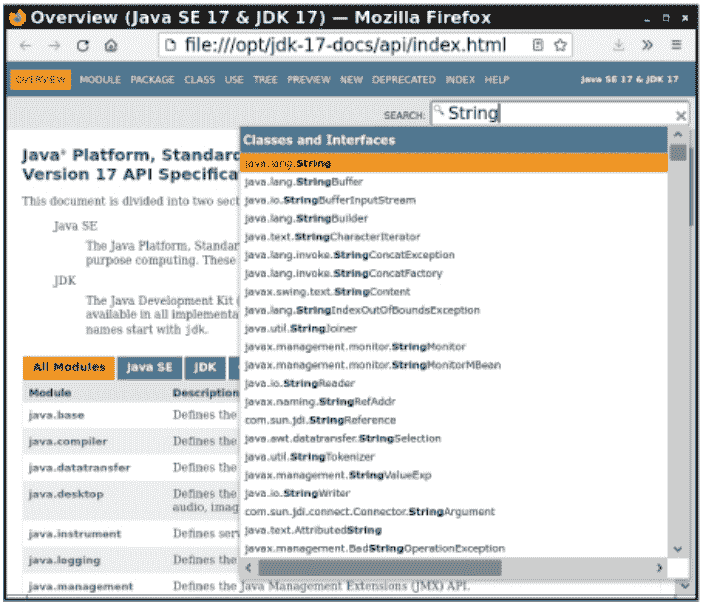 Overview (Java SE 17 & JDK 17) — Mozilla Firefox
file:///opt/jdk-17-docs/api/index.html
OVERVIEW MODULE PACKAGE CLASS USE TREE PREVIEW NEW DEPRECATED INDEX HELP Java SE 17 & JDK 17
SEARCH: String
Java® Platform, Standard
Version 17 API Specifica
This document is divided into two sect
Java SE
The Java Platform, Standar
purpose computing. These
JDK
The Java Development Kit (
available in all implementa
names start with jdk.
All Modules Java SE JDK
Module Description
java.base Defines the
java.compiler Defines the
java.datatransfer Defines the
java.desktop Defines the
audio, imag
java.instrument Defines serv
java.logging Defines the
java.management Defines the Java Management Extensions (JMX) API.
Classes and Interfaces
java.lang.String
java.lang.StringBuffer
java.io.StringBufferInputStream
java.lang.StringBuilder
java.text.StringCharacterIterator
java.lang.invoke.StringConcatException
java.lang.invoke.StringConcatFactory
javax.swing.text.StringContent
java.lang.StringIndexOutOfBoundsException
java.util.StringJoiner
javax.management.monitor.StringMonitor
javax.management.monitor.StringMonitorMBean
java.io.StringReader
javax.naming.StringRefAddr
com.sun.jdi.StringReference
java.awt.datatransfer.StringSelection
java.util.StringTokenizer
javax.management.StringValueExp
java.io.StringWriter
com.sun.jdi.connect.Connector.StringArgument
java.text.AttributedString
javax.management.BadStringOperationException